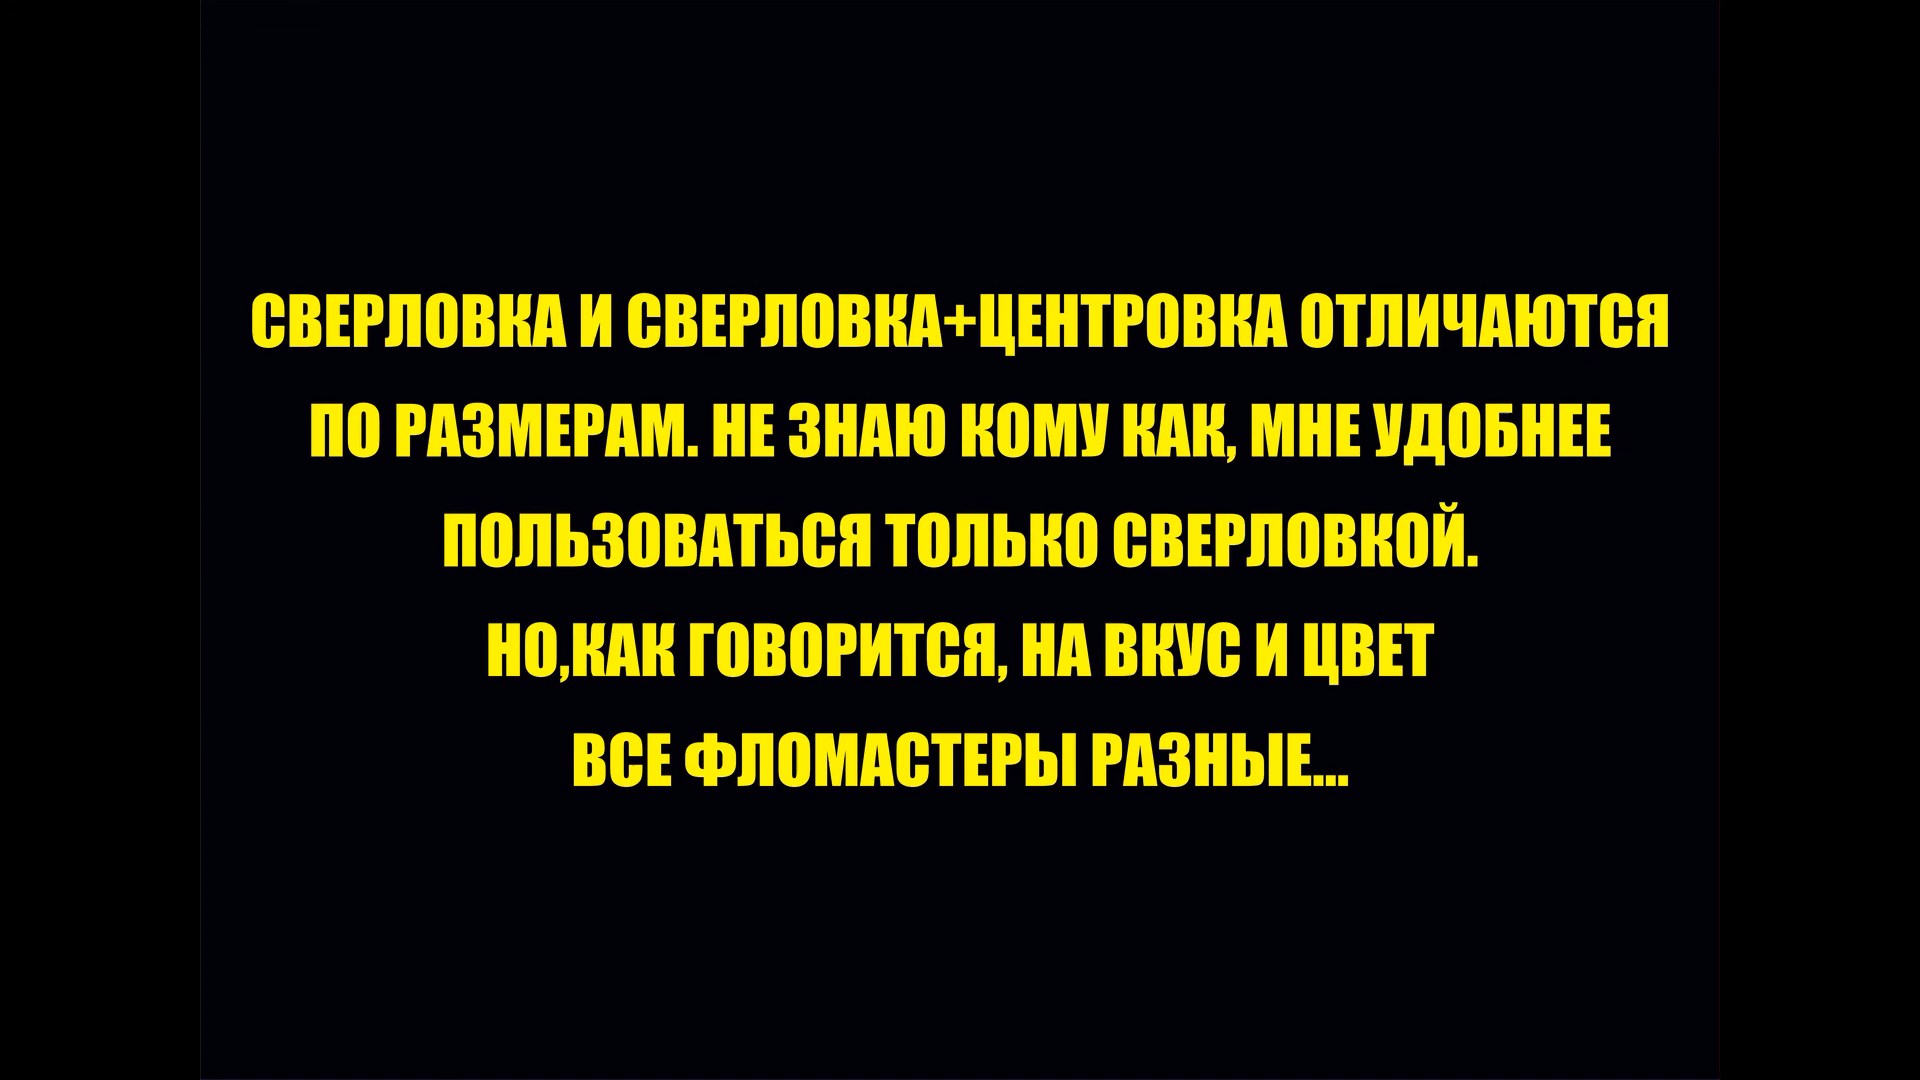 СВЕРЛОВКА И СВЕРЛОВКА+ЦЕНТРОВКА ОТЛИЧАЮТСЯ
ПО РАЗМЕРАМ. НЕ ЗНАЮ КОМУ КАК, МНЕ УДОБНЕЕ
ПОЛЬЗОВАТЬСЯ ТОЛЬКО СВЕРЛОВКОЙ.
НО,КАК ГОВОРИТСЯ, НА ВКУС И ЦВЕТ
ВСЕ ФЛОМАСТЕРЫ РАЗНЫЕ...